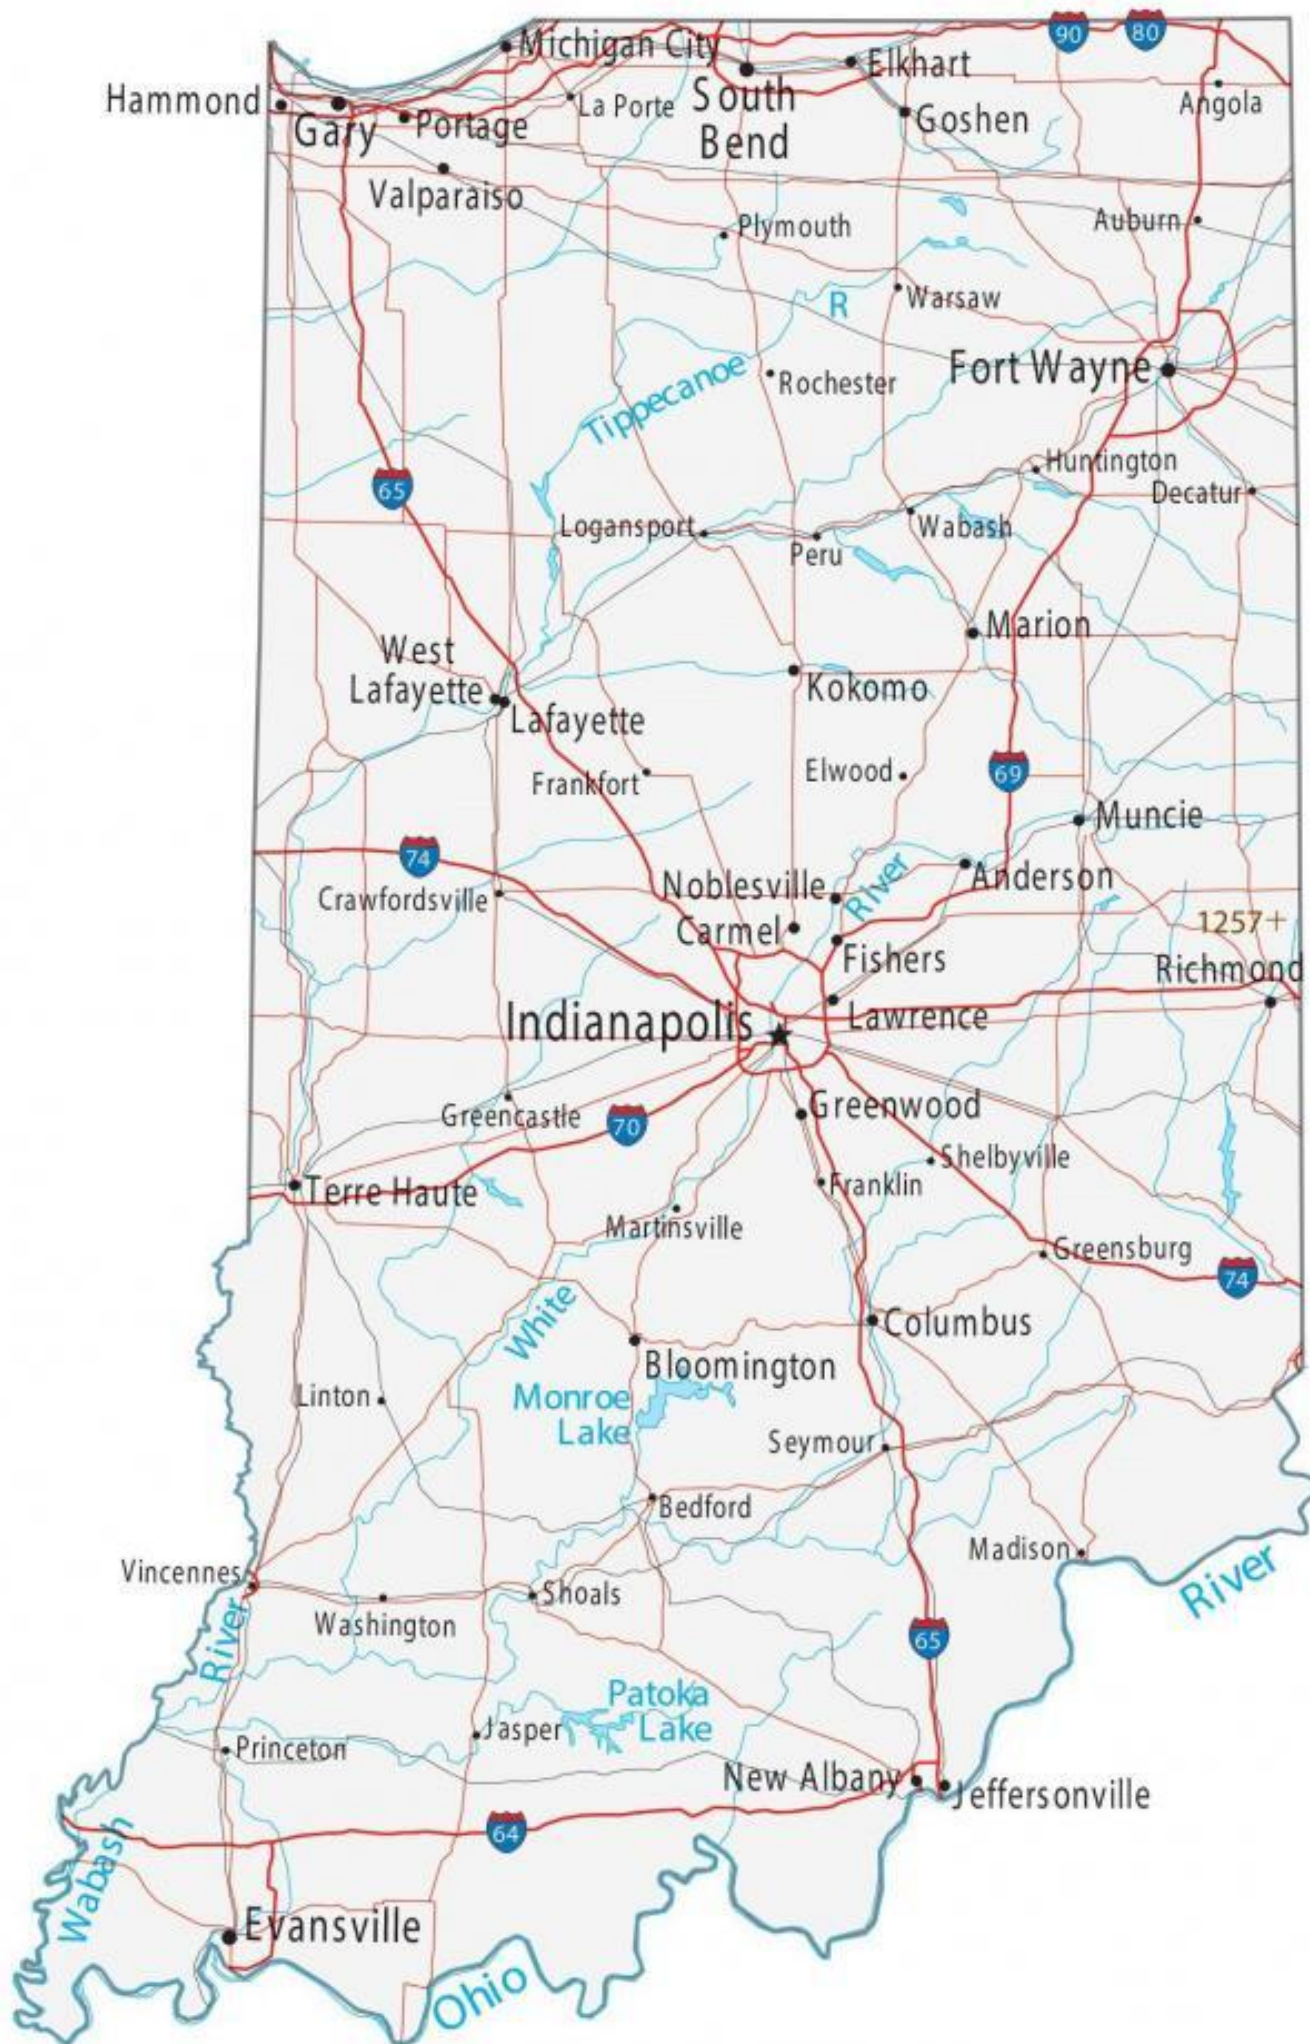 90
80
Michigan City
Elkhart
Hammond
Gary
Portage
La Porte
South
Bend
Goshen
Angola
Valparaiso
Plymouth
Auburn
R
Warsaw
Fort Wayne
Tippecanoe
Rochester
65
Huntington
Decatur
Logansport
Peru
Wabash
Marion
West
Lafayette
Lafayette
Kokomo
Frankfort
Elwood
69
Muncie
74
Crawfordsville
Noblesville
River
Anderson
Carmel
1257+
Fishers
Richmond
Indianapolis
Lawrence
Greencastle
70
Greenwood
Shelbyville
Terre Haute
Franklin
Martinsville
Greensburg
74
White
Columbus
Bloomington
Linton
Monroe
Lake
Seymour
Bedford
Madison
River
Vincennes
Shoals
Washington
River
65
Patoka
Lake
Jasper
Princeton
New Albany
Jeffersonville
64
Wabash
Evansville
Ohio